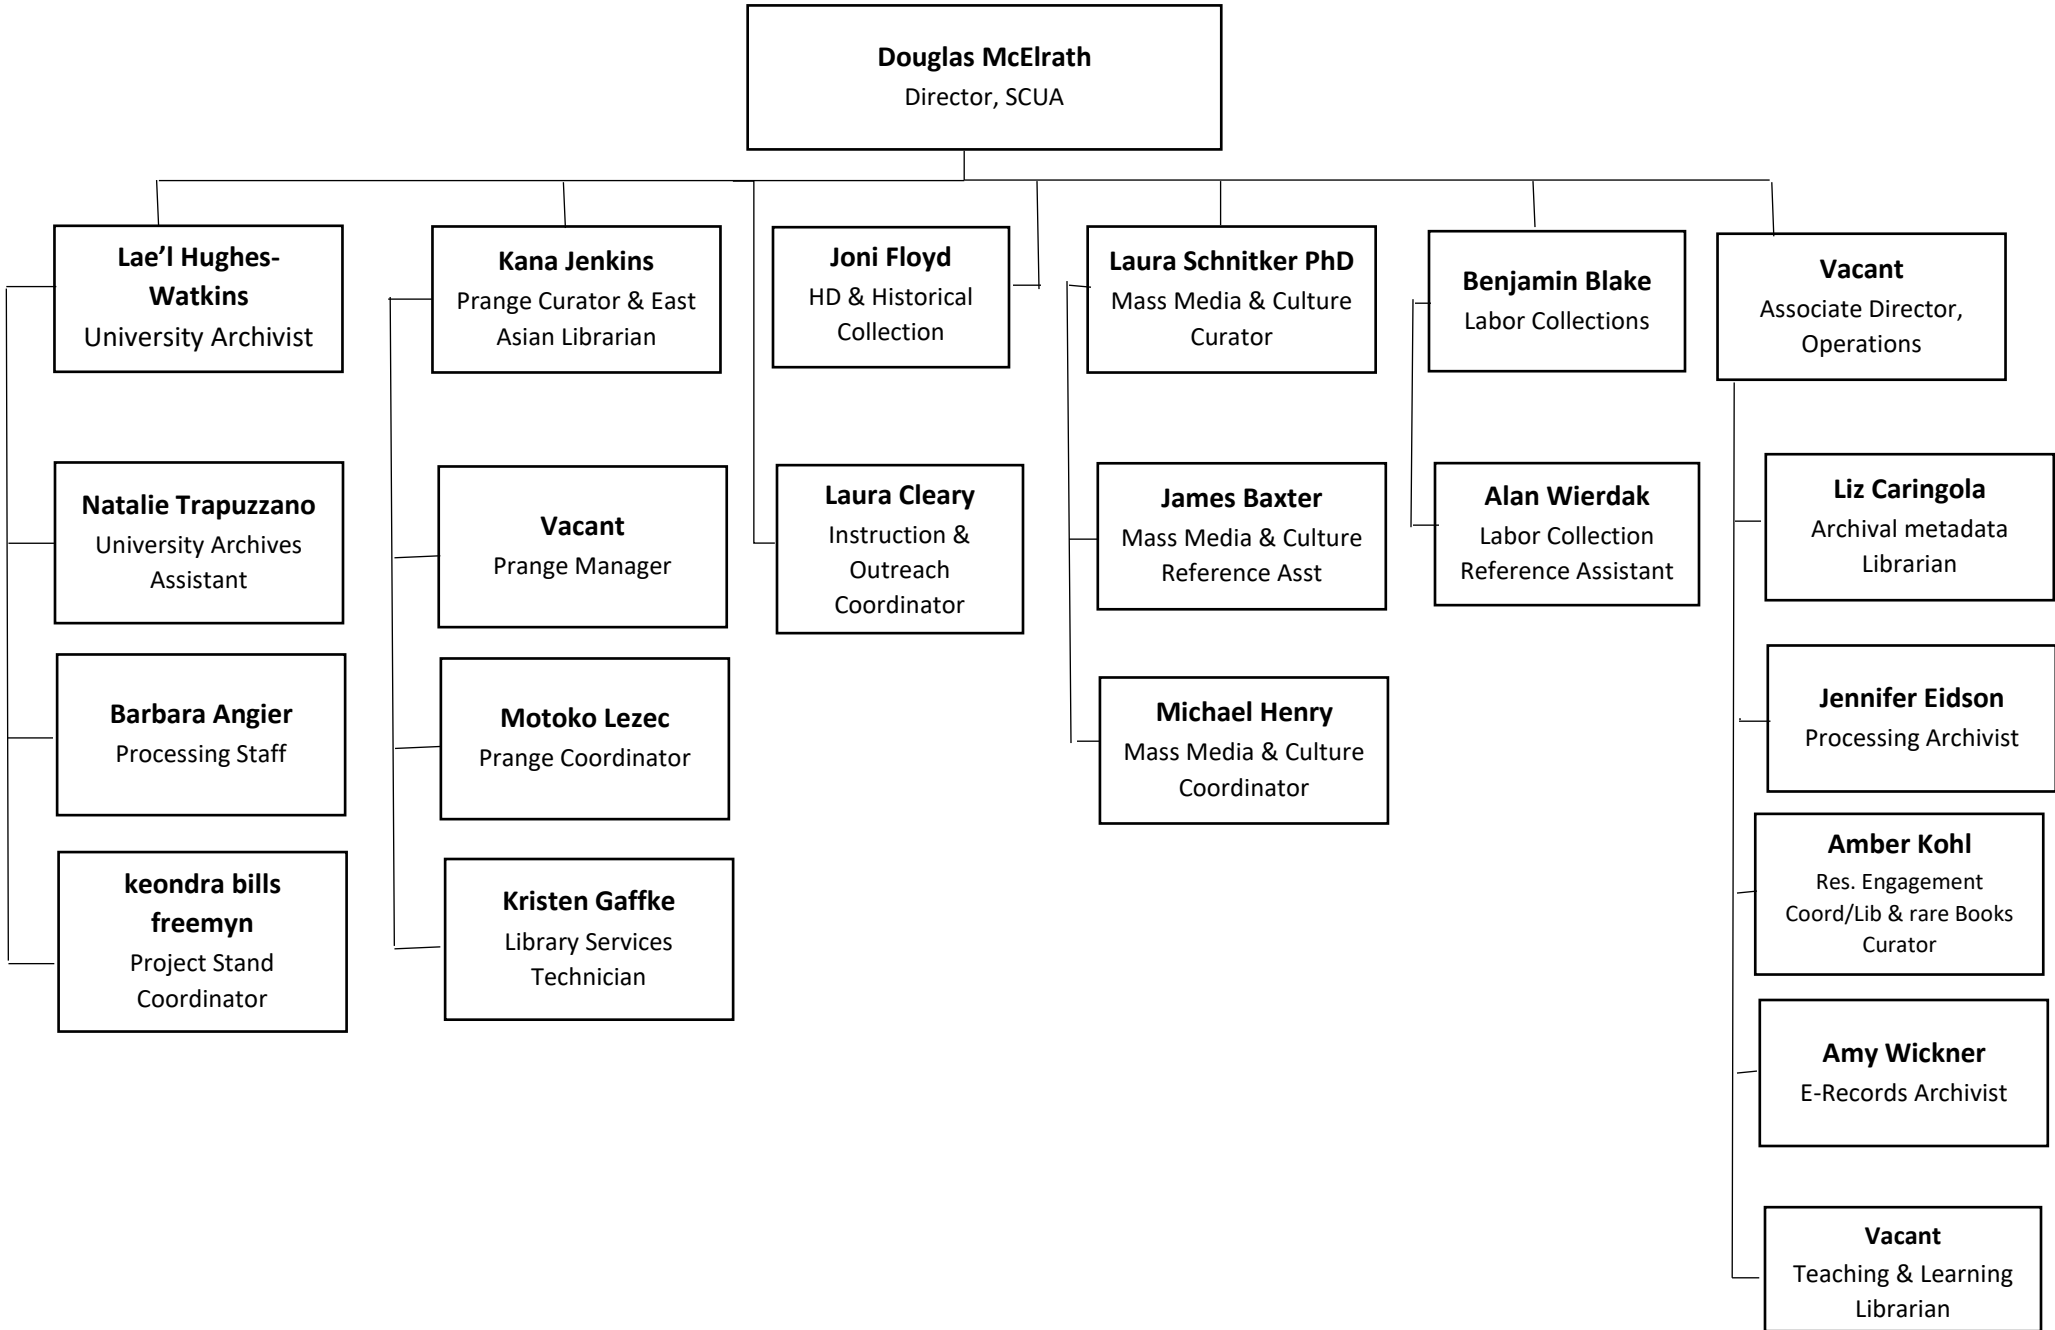 Douglas McElrath
Director, SCUA
Lae’l Hughes-
Watkins
University Archivist
Kana Jenkins
Prange Curator & East
Asian Librarian
Joni Floyd
HD & Historical
Collection
Laura Schnitker PhD
Mass Media & Culture
Curator
Benjamin Blake
Labor Collections
Vacant
Associate Director,
Operations
Natalie Trapuzzano
University Archives
Assistant
Vacant
Prange Manager
Laura Cleary
Instruction &
Outreach
Coordinator
James Baxter
Mass Media & Culture
Reference Asst
Alan Wierdak
Labor Collection
Reference Assistant
Liz Caringola
Archival metadata
Librarian
Barbara Angier
Processing Staff
Motoko Lezec
Prange Coordinator
Michael Henry
Mass Media & Culture
Coordinator
Jennifer Eidson
Processing Archivist
keondra bills
freemyn
Project Stand
Coordinator
Kristen Gaffke
Library Services
Technician
Amber Kohl
Res. Engagement
Coord/Lib & rare Books
Curator
Amy Wickner
E-Records Archivist
Vacant
Teaching & Learning
Librarian